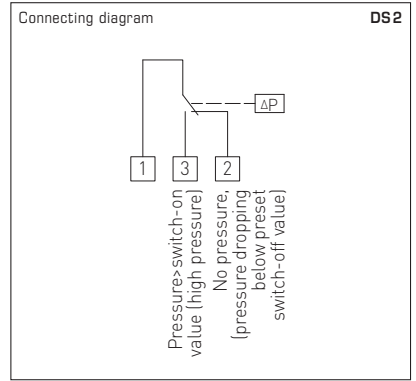 Connecting diagram
DS2
ΔP
1
3
2
Pressure>switch-on
value (high pressure)
No pressure,
(pressure dropping
below preset
switch-off value)